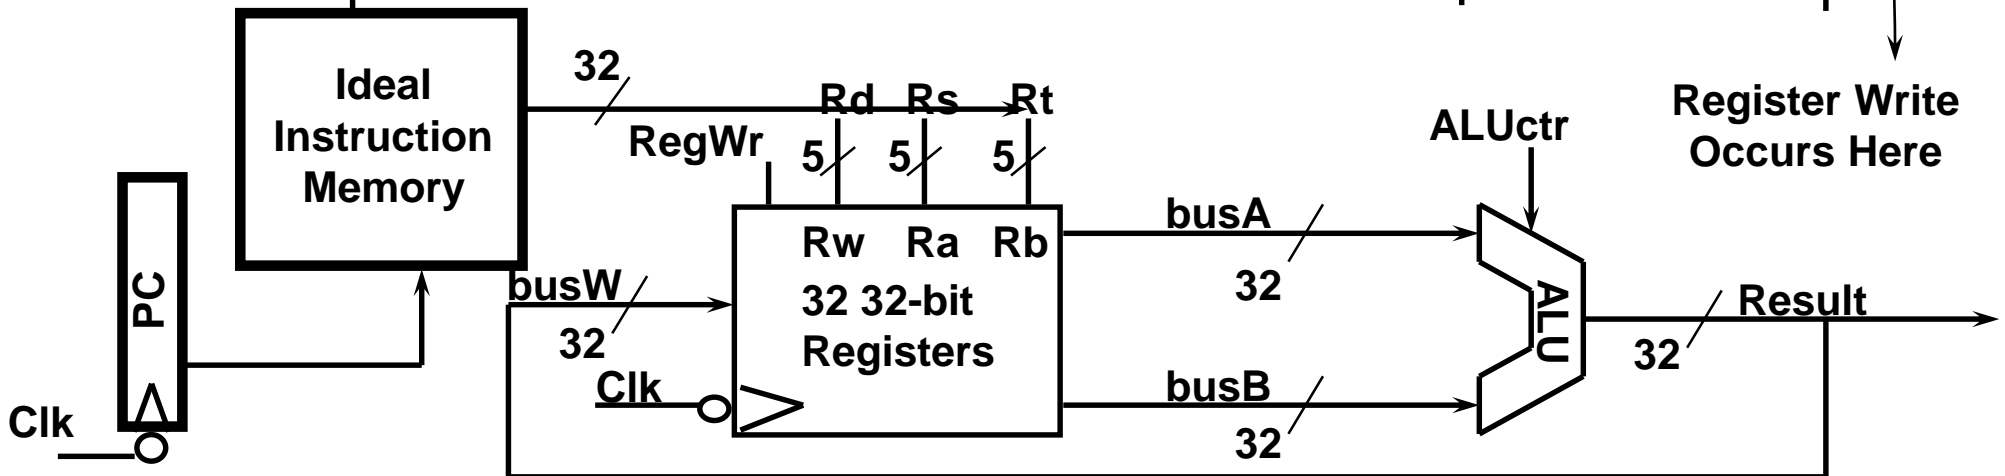 Ideal
Instruction
Memory
32
Rd Rs Rt
RegWr
5 5 5
ALUctr
Register Write
Occurs Here
PC
Clk
busW
32
Rw Ra Rb
32 32-bit
Registers
Clk
busA
32
busB
32
ALU
Result
32